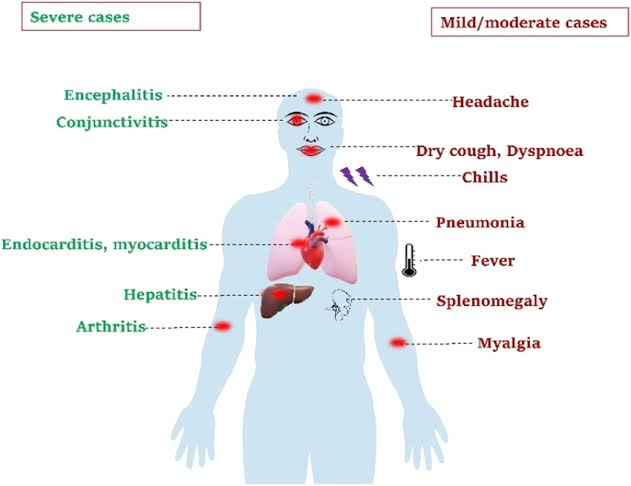 Severe cases
Mild/moderate cases
Encephalitis
Headache
Conjunctivitis
Dry cough, Dyspnoea
Chills
Pneumonia
Endocarditis, myocarditis
Fever
Hepatitis
Splenomegaly
Arthritis
Myalgia